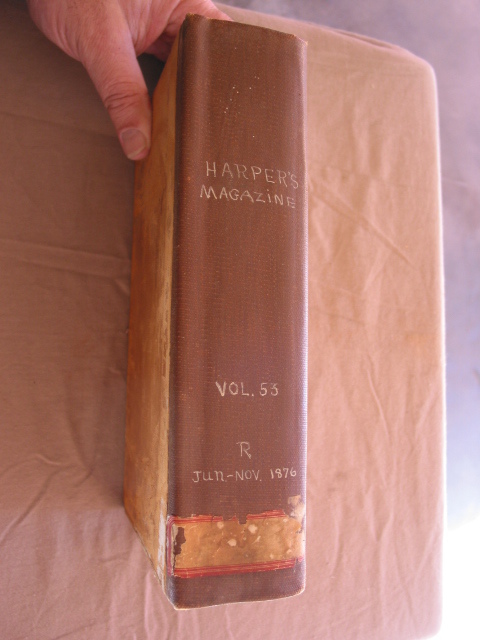 HARPER'S
MAGAZINE
VOL. 53
R
JUN.-NOV. 1876